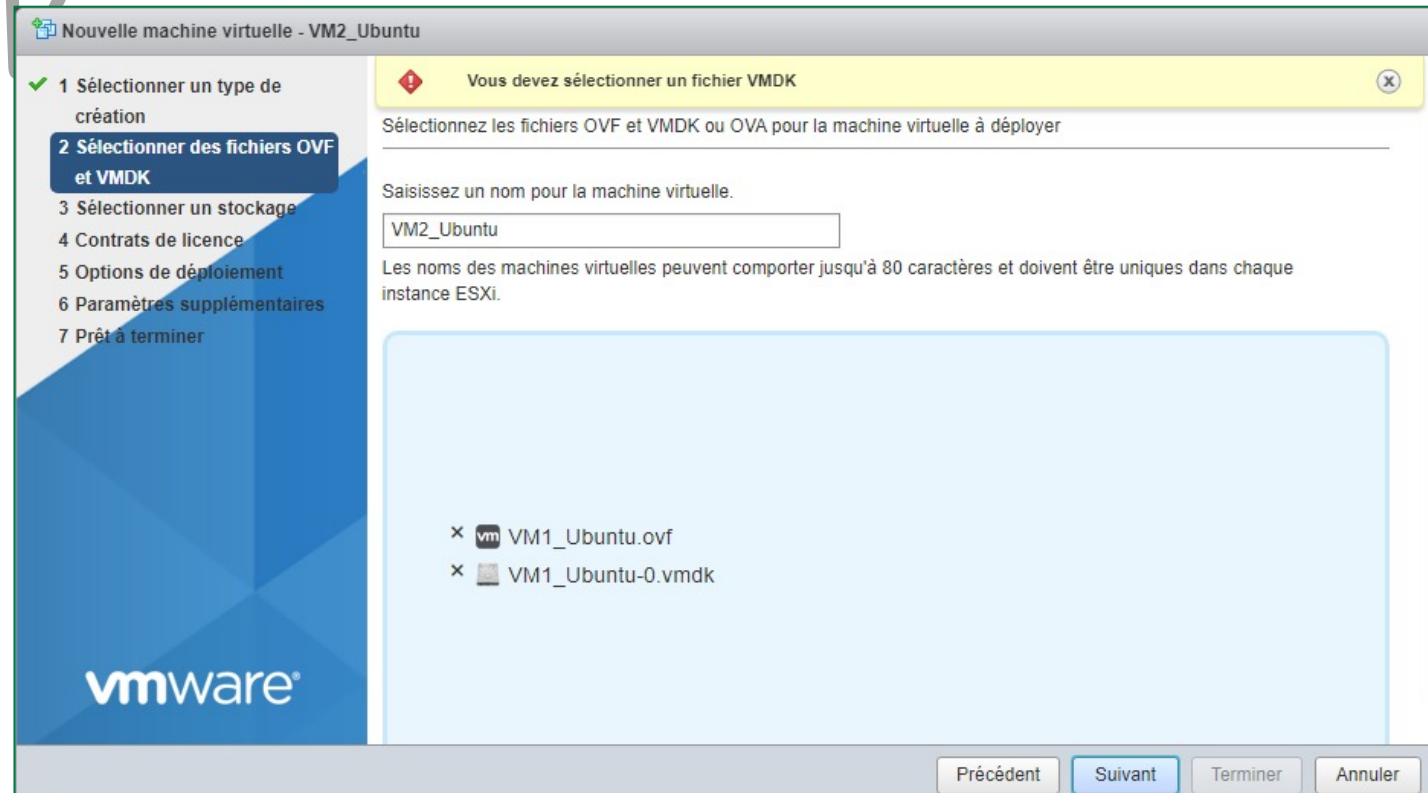 Nouvelle machine virtuelle - VM2_Ubuntu
1 Sélectionner un type de
création
2 Sélectionner des fichiers OVF
et VMDK
3 Sélectionner un stockage
4 Contrats de licence
5 Options de déploiement
6 Paramètres supplémentaires
7 Prêt à terminer
vmware®
Vous devez sélectionner un fichier VMDK
Sélectionnez les fichiers OVF et VMDK ou OVA pour la machine virtuelle à déployer
Saisissez un nom pour la machine virtuelle.
VM2_Ubuntu
Les noms des machines virtuelles peuvent comporter jusqu'à 80 caractères et doivent être uniques dans chaque
instance ESXi.
× vm VM1_Ubuntu.ovf
× VM1_Ubuntu-0.vmdk
Précédent Suivant Terminer Annuler